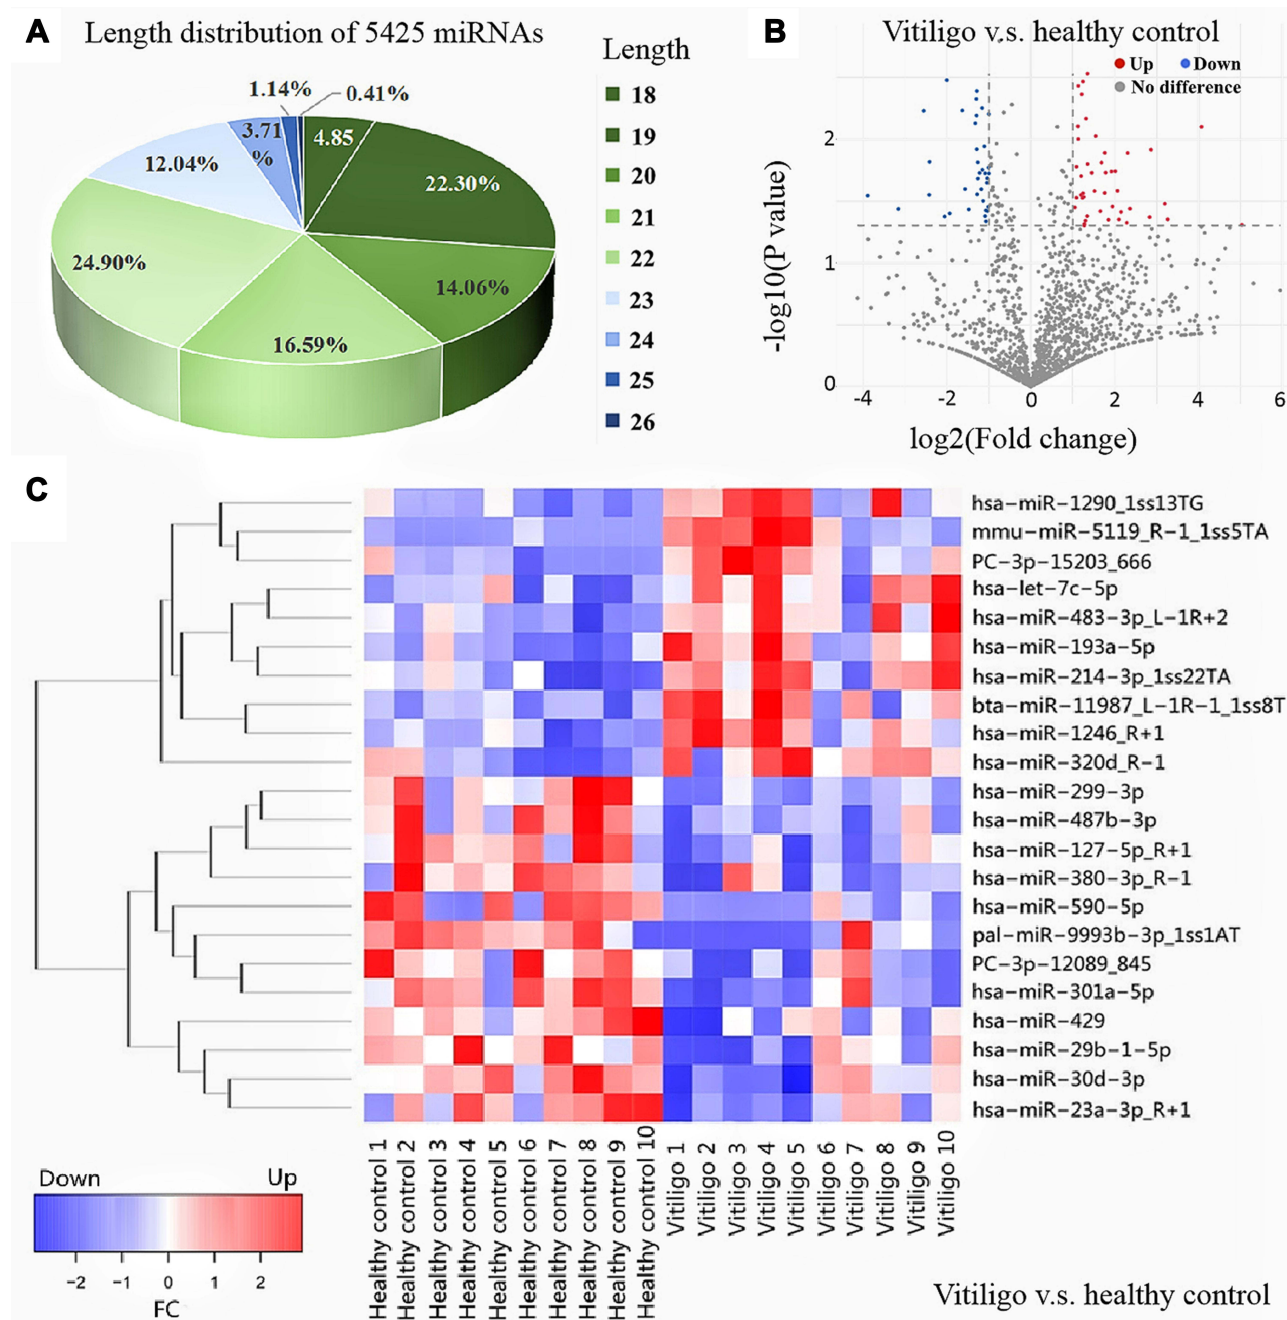 A
Length distribution of 5425 miRNAs
Length
1.14%
0.41%
3.71
%
4.85
12.04%
22.30%
24.90%
14.06%
16.59%
18
19
20
21
22
23
24
25
26
B
Vitiligo v.s. healthy control
Up
Down
No difference
-log10(P value)
2
1
0
-4
-2
0
2
4
6
log2(Fold change)
C
hsa-miR-1290_1ss13TG
mmu-miR-5119_R-1_1ss5TA
PC-3p-15203_666
hsa-let-7c-5p
hsa-miR-483-3p_L-1R+2
hsa-miR-193a-5p
hsa-miR-214-3p_1ss22TA
bta-miR-11987_L-1R-1_1ss8T
hsa-miR-1246_R+1
hsa-miR-320d_R-1
hsa-miR-299-3p
hsa-miR-487b-3p
hsa-miR-127-5p_R+1
hsa-miR-380-3p_R-1
hsa-miR-590-5p
pal-miR-9993b-3p_1ss1AT
PC-3p-12089_845
hsa-miR-301a-5p
hsa-miR-429
hsa-miR-29b-1-5p
hsa-miR-30d-3p
hsa-miR-23a-3p_R+1
Healthy control 1
Healthy control 2
Healthy control 3
Healthy control 4
Healthy control 5
Healthy control 6
Healthy control 7
Healthy control 8
Healthy control 9
Healthy control 10
Vitiligo 1
Vitiligo 2
Vitiligo 3
Vitiligo 4
Vitiligo 5
Vitiligo 6
Vitiligo 7
Vitiligo 8
Vitiligo 9
Vitiligo 10
Down
Up
-2
-1
0
1
2
FC
Vitiligo v.s. healthy control